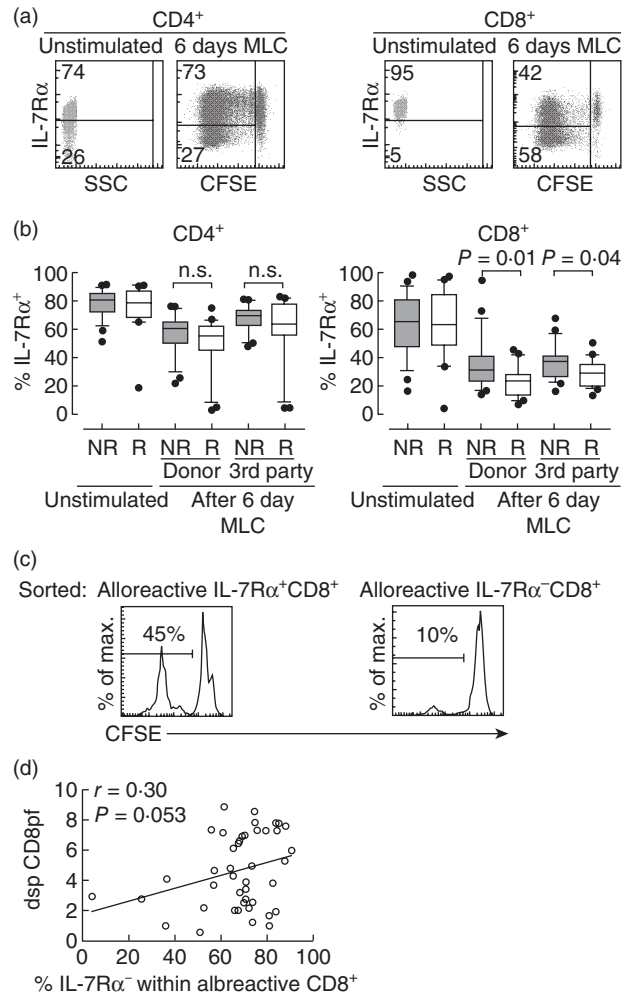 (a)
CD4+ CD8+
Unstimulated 6 days MLC Unstimulated 6 days MLC
IL-7Rα 74 73 IL-7Rα 95 42
26 27 5 58
SSC CFSE SSC CFSE
(b)
CD4+ CD8+
n.s. n.s. P = 0·01 P = 0·04
% IL-7Rα+ % IL-7Rα+
100 100
80 80
60 60
40 40
20 20
0 0
NR R NR R NR R NR R NR R NR R
Donor 3rd party Donor 3rd party
Unstimulated After 6 day Unstimulated After 6 day
MLC MLC
(c)
Sorted: Alloreactive IL-7Rα+CD8+ Alloreactive IL-7Rα−CD8+
% of max. 45% % of max. 10%
CFSE
(d)
dsp CD8pf
r = 0·30
P = 0·053
10
8
6
4
2
0
0 20 40 60 80 100
% IL-7Rα− within albreactive CD8+